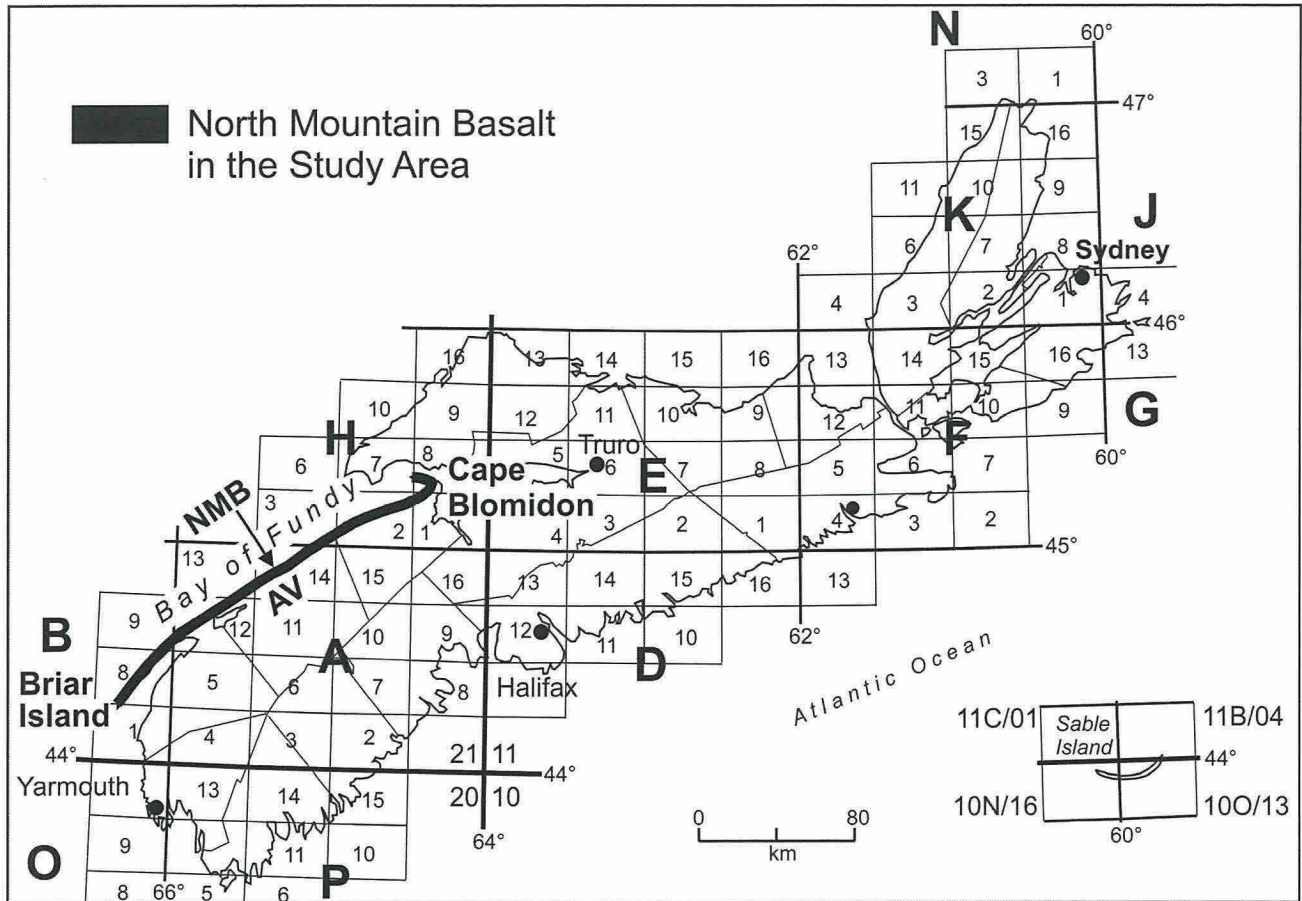 N
60°
3 1
47°
North Mountain Basalt
in the Study Area
15 16
11 10 9
K
J
6 7 8
Sydney
62°
4 3 2 1 4
46°
16 13 14 15 16 13 14 15 16 13
10 9 12 11 10 9 12 11 10 9
G
H
Truro
F
60°
6 7 8 5 6 7 8 5 6 7
E
Cape
Blomidon
3 2 1 4 3 2 1 4 3 2
NMB
Bay of Fundy
45°
13 14 15 16 13 14 15 16 13
AV
62°
B
9 12 11 10 9 12 11 10
A
D
Halifax
Atlantic Ocean
8 5 6 7 8
Briar
Island
1 4 3 2
21 11
44°
44°
20 10
Yarmouth
13 14 15
64°
9 11 10
O
P
8 66° 5 6
0 80
km
11C/01 Sable
Island 11B/04
44°
10N/16 10O/13
60°